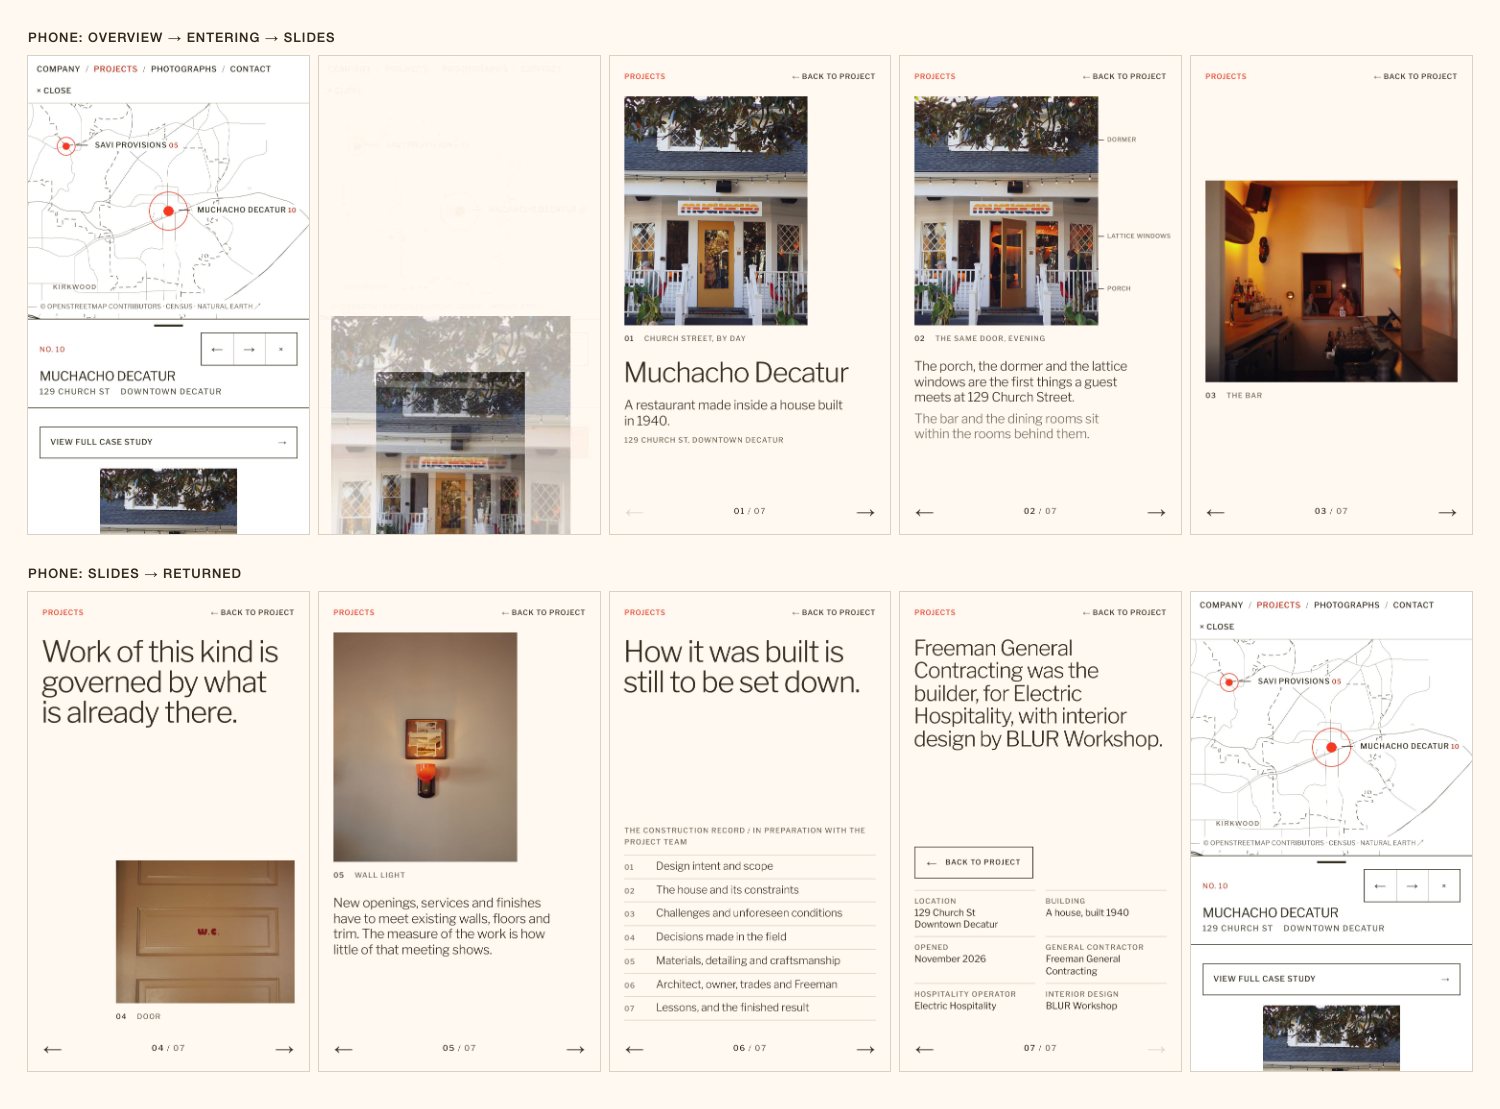 PHONE: OVERVIEW → ENTERING → SLIDES
COMPANY / PROJECTS / PHOTOGRAPHS / CONTACT
× CLOSE
SAVI PROVISIONS 05
MUCHACHO DECATUR 10
KIRKWOOD
© OPENSTREETMAP CONTRIBUTORS · CENSUS · NATURAL EARTH ↗
NO. 10
← → ×
MUCHACHO DECATUR
129 CHURCH ST DOWNTOWN DECATUR
VIEW FULL CASE STUDY →
PROJECTS
← BACK TO PROJECT
muchacho
01 CHURCH STREET, BY DAY
Muchacho Decatur
A restaurant made inside a house built
in 1940.
129 CHURCH ST, DOWNTOWN DECATUR
← 01 / 07 →
PROJECTS
← BACK TO PROJECT
muchacho
DORMER
LATTICE WINDOWS
PORCH
02 THE SAME DOOR, EVENING
The porch, the dormer and the lattice
windows are the first things a guest
meets at 129 Church Street.
The bar and the dining rooms sit
within the rooms behind them.
← 02 / 07 →
PROJECTS
← BACK TO PROJECT
03 THE BAR
← 03 / 07 →
PHONE: SLIDES → RETURNED
PROJECTS
← BACK TO PROJECT
Work of this kind is
governed by what
is already there.
W.C.
04 DOOR
← 04 / 07 →
PROJECTS
← BACK TO PROJECT
05 WALL LIGHT
New openings, services and finishes
have to meet existing walls, floors and
trim. The measure of the work is how
little of that meeting shows.
← 05 / 07 →
PROJECTS
← BACK TO PROJECT
How it was built is
still to be set down.
THE CONSTRUCTION RECORD / IN PREPARATION WITH THE
PROJECT TEAM
01 Design intent and scope
02 The house and its constraints
03 Challenges and unforeseen conditions
04 Decisions made in the field
05 Materials, detailing and craftsmanship
06 Architect, owner, trades and Freeman
07 Lessons, and the finished result
← 06 / 07 →
PROJECTS
← BACK TO PROJECT
Freeman General
Contracting was the
builder, for Electric
Hospitality, with interior
design by BLUR Workshop.
← BACK TO PROJECT
LOCATION
129 Church St
Downtown Decatur
BUILDING
A house, built 1940
OPENED
November 2026
GENERAL CONTRACTOR
Freeman General
Contracting
HOSPITALITY OPERATOR
Electric Hospitality
INTERIOR DESIGN
BLUR Workshop
← 07 / 07 →
COMPANY / PROJECTS / PHOTOGRAPHS / CONTACT
× CLOSE
SAVI PROVISIONS 05
MUCHACHO DECATUR 10
KIRKWOOD
© OPENSTREETMAP CONTRIBUTORS · CENSUS · NATURAL EARTH ↗
NO. 10
← → ×
MUCHACHO DECATUR
129 CHURCH ST DOWNTOWN DECATUR
VIEW FULL CASE STUDY →